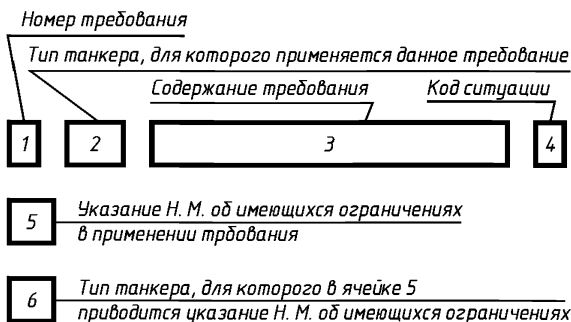 Номер требования
Тип танкера, для которого применяется данное требование
Содержание требования Код ситуации
1 2 3 4
5 Указание Н. М. об имеющихся ограничениях
в применении трбования
6 Тип танкера, для которого в ячейке 5
приводится указание Н. М. об имеющихся ограничениях